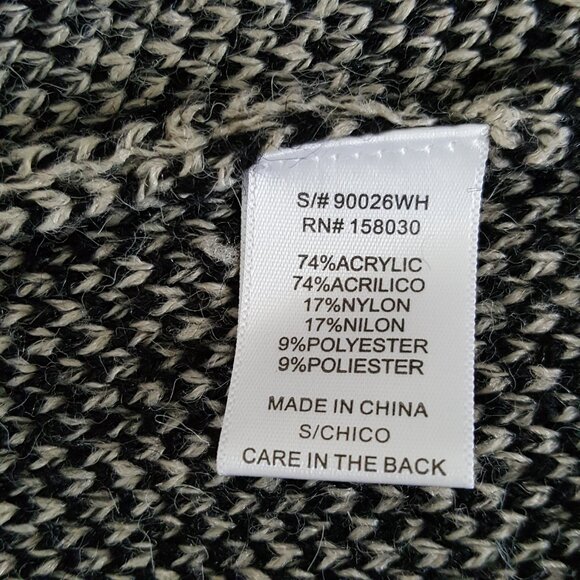 S/# 90026WH
RN# 158030
74%ACRYLIC
74%ACRILICO
17%NYLON
17%NILON
9%POLYESTER
9%POLIESTER
MADE IN CHINA
S/CHICO
CARE IN THE BACK